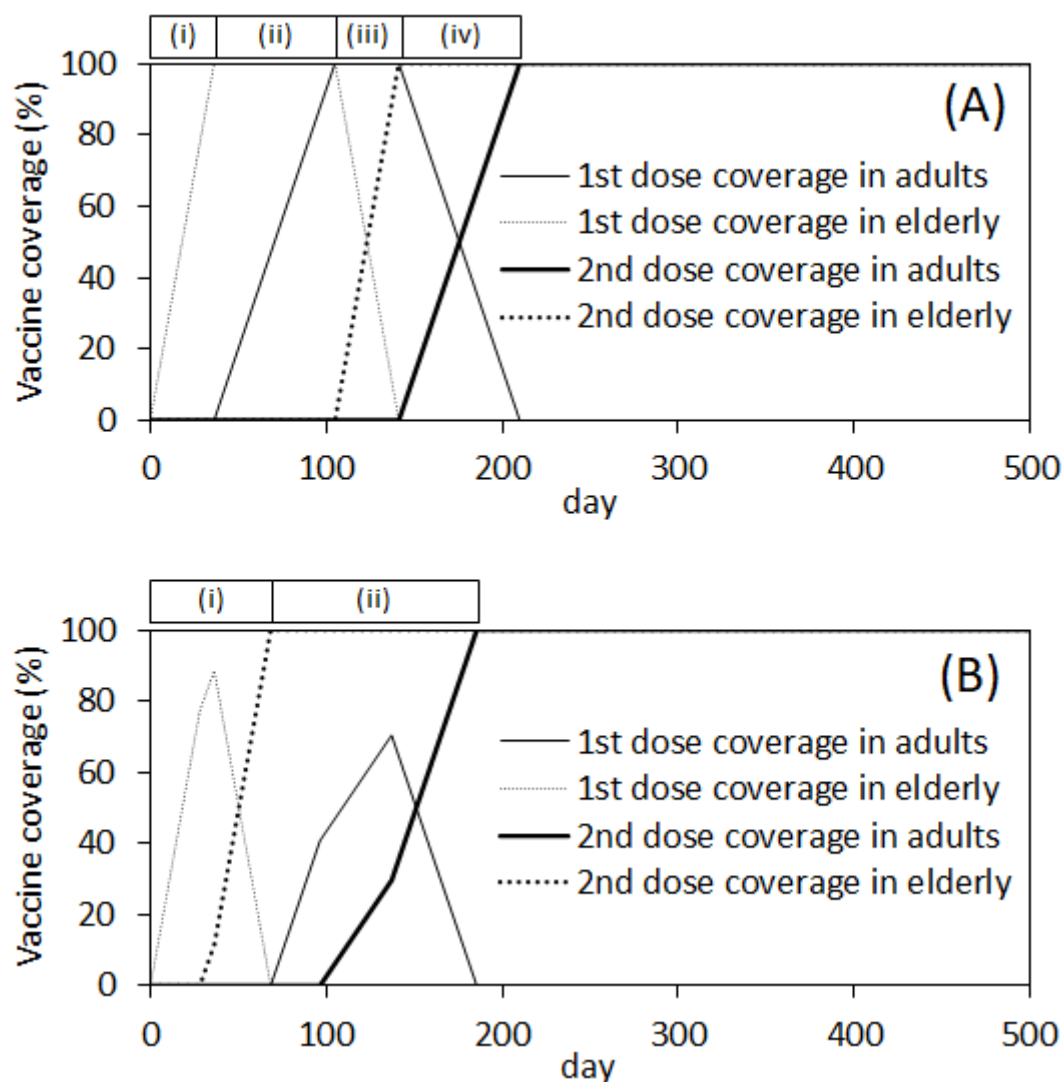 (i) (ii) (iii) (iv)
100
(A)
80
1st dose coverage in adults
60
1st dose coverage in elderly
40
2nd dose coverage in adults
2nd dose coverage in elderly
20
0
Vaccine coverage (%)
0 100 200 300 400 500
day
(i) (ii)
100
(B)
80
1st dose coverage in adults
60
1st dose coverage in elderly
40
2nd dose coverage in adults
2nd dose coverage in elderly
20
0
Vaccine coverage (%)
0 100 200 300 400 500
day